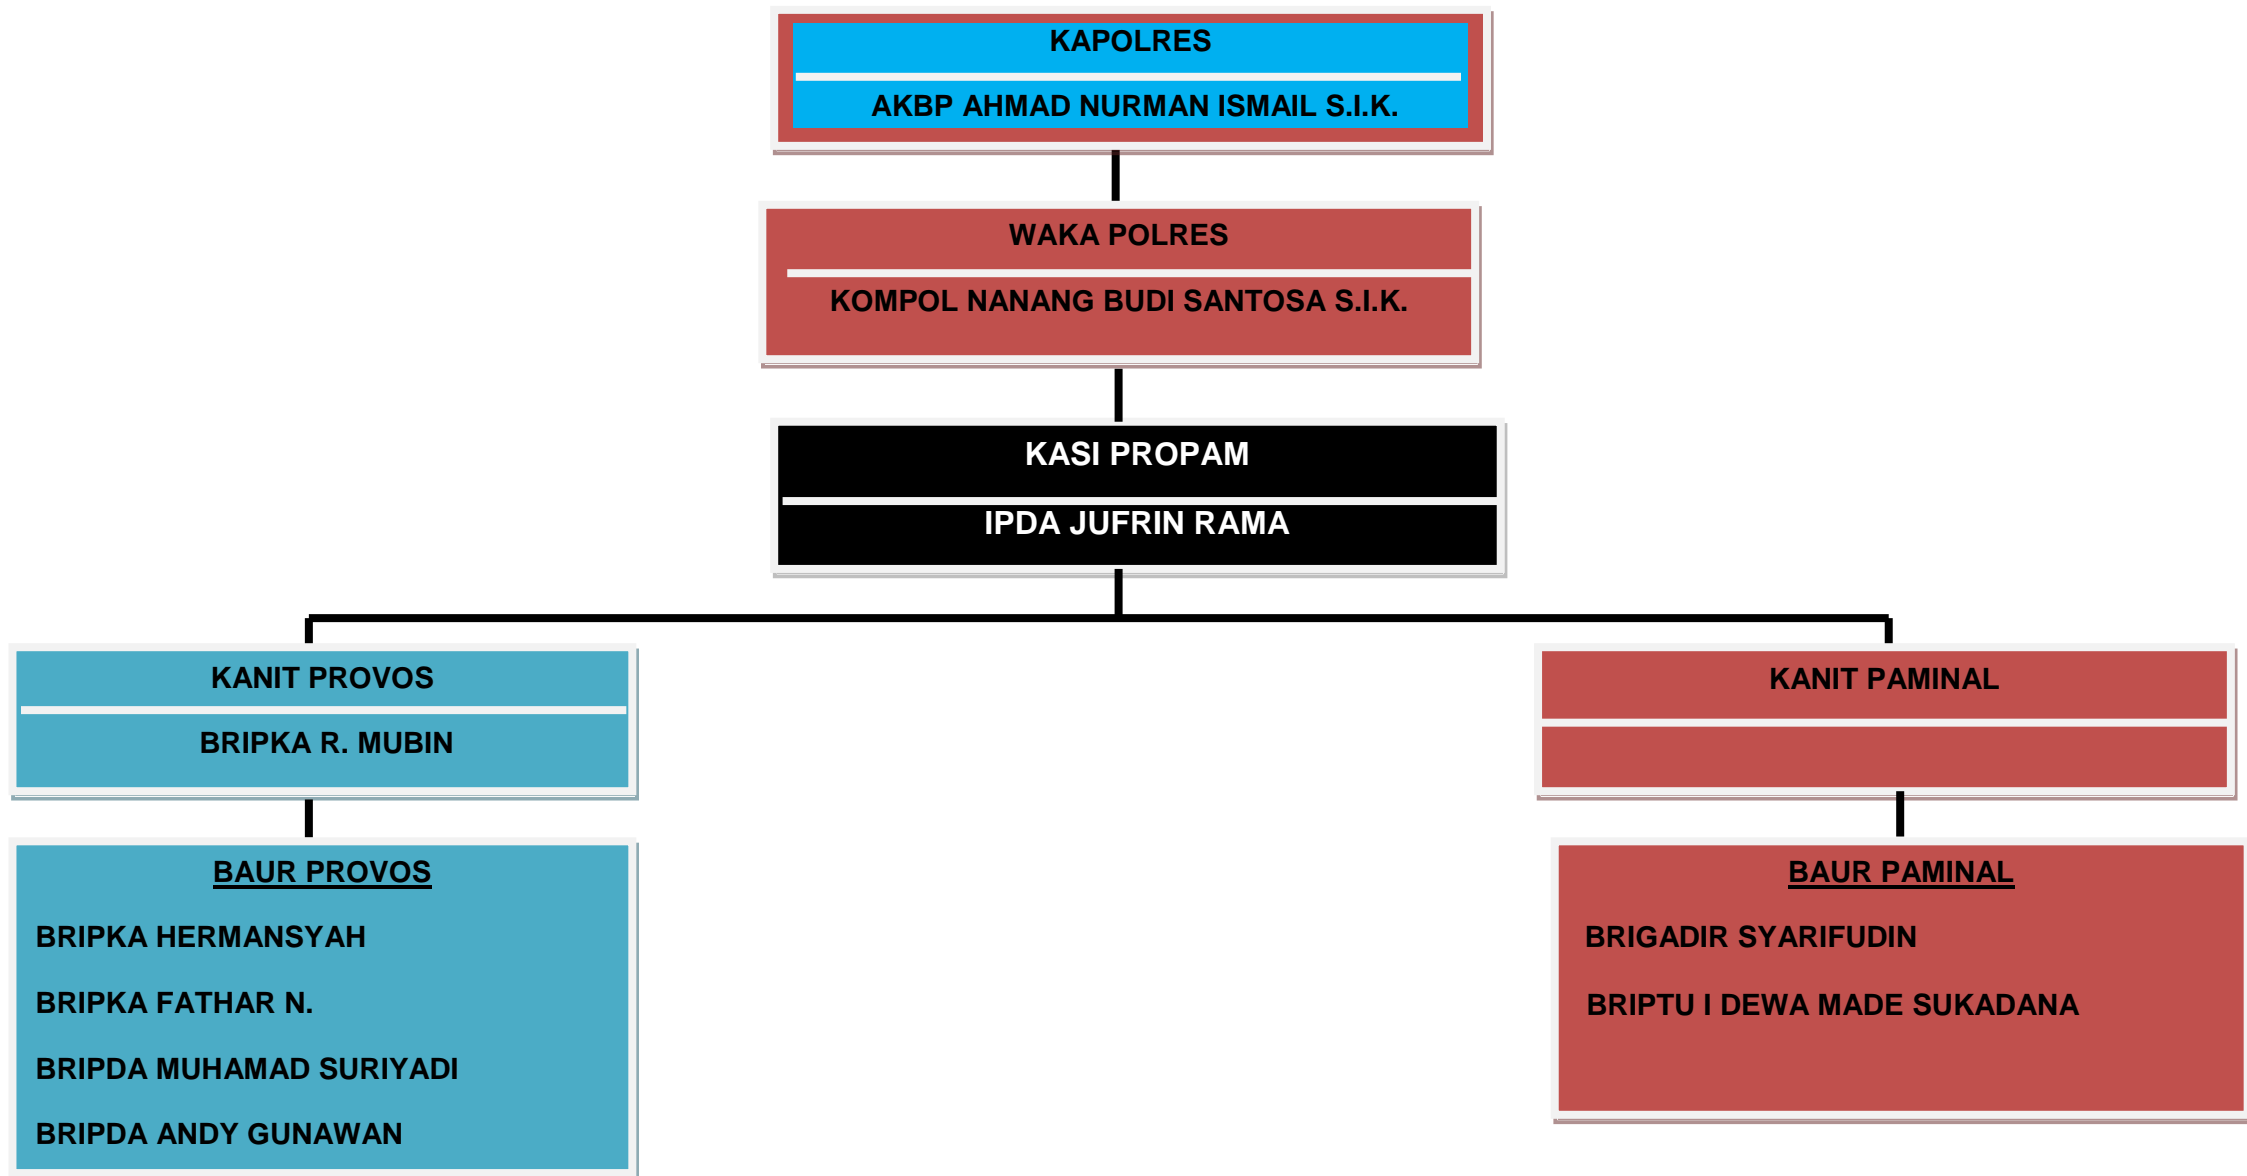 KAPOLRES
AKBP AHMAD NURMAN ISMAIL S.I.K.
WAKA POLRES
KOMPOL NANANG BUDI SANTOSA S.I.K.
KASI PROPAM
IPDA JUFRIN RAMA
KANIT PROVOS
BRIPKA R. MUBIN
KANIT PAMINAL
BAUR PROVOS
BRIPKA HERMANSYAH
BRIPKA FATHAR N.
BRIPDA MUHAMAD SURIYADI
BRIPDA ANDY GUNAWAN
BAUR PAMINAL
BRIGADIR SYARIFUDIN
BRIPTU I DEWA MADE SUKADANA